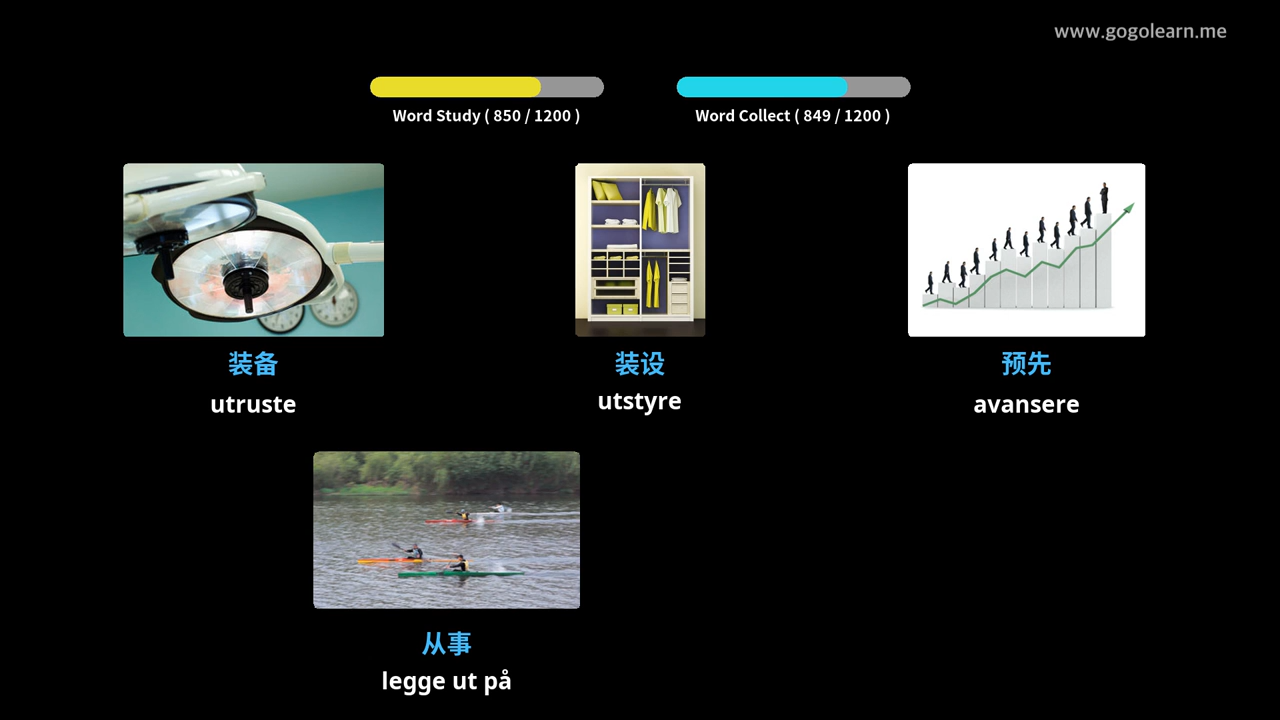 www.gogolearn.me
Word Study ( 850 / 1200 )
Word Collect ( 849 / 1200 )
装备
装设
预先
utruste
utstyre
avansere
从事
legge ut på